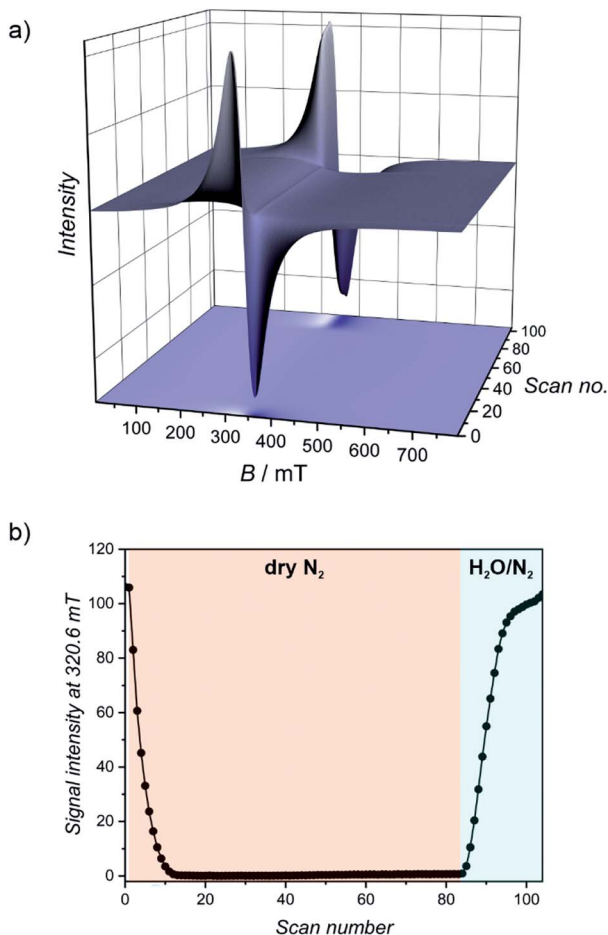 a)
Intensity
100
80
60
40
20
0
Scan no.
100 200 300 400 500 600 700
B / mT
b)
120
100
80
60
40
20
0
dry N₂
H₂O/N₂
Signal intensity at 320.6 mT
0 20 40 60 80 100
Scan number